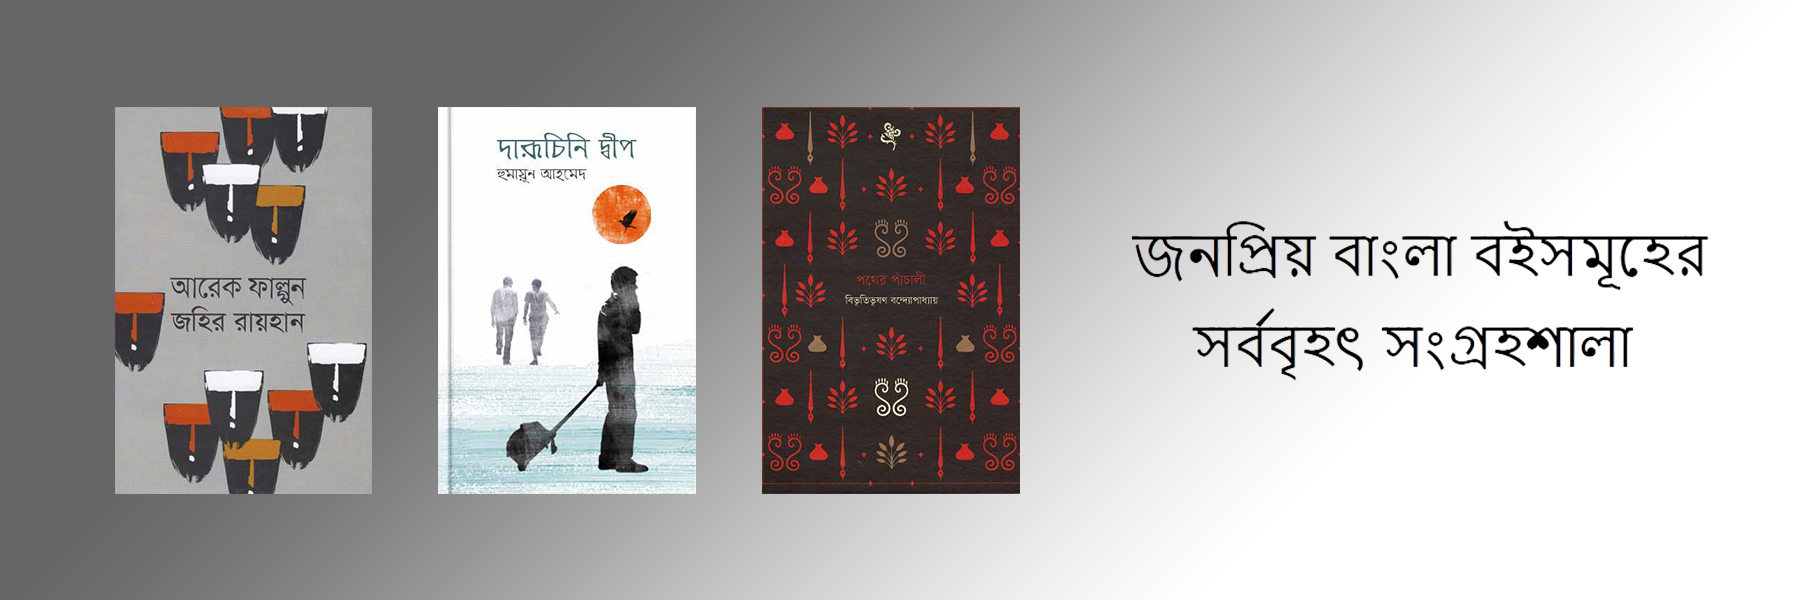 আরেক ফাল্গুন
জহির রায়হান
দারুচিনি দ্বীপ
হুমায়ূন আহমেদ
পথের পাঁচালী
বিভূতিভূষণ বন্দ্যোপাধ্যায়
জনপ্রিয় বাংলা বইসমূহের
সর্ববৃহৎ সংগ্রহশালা